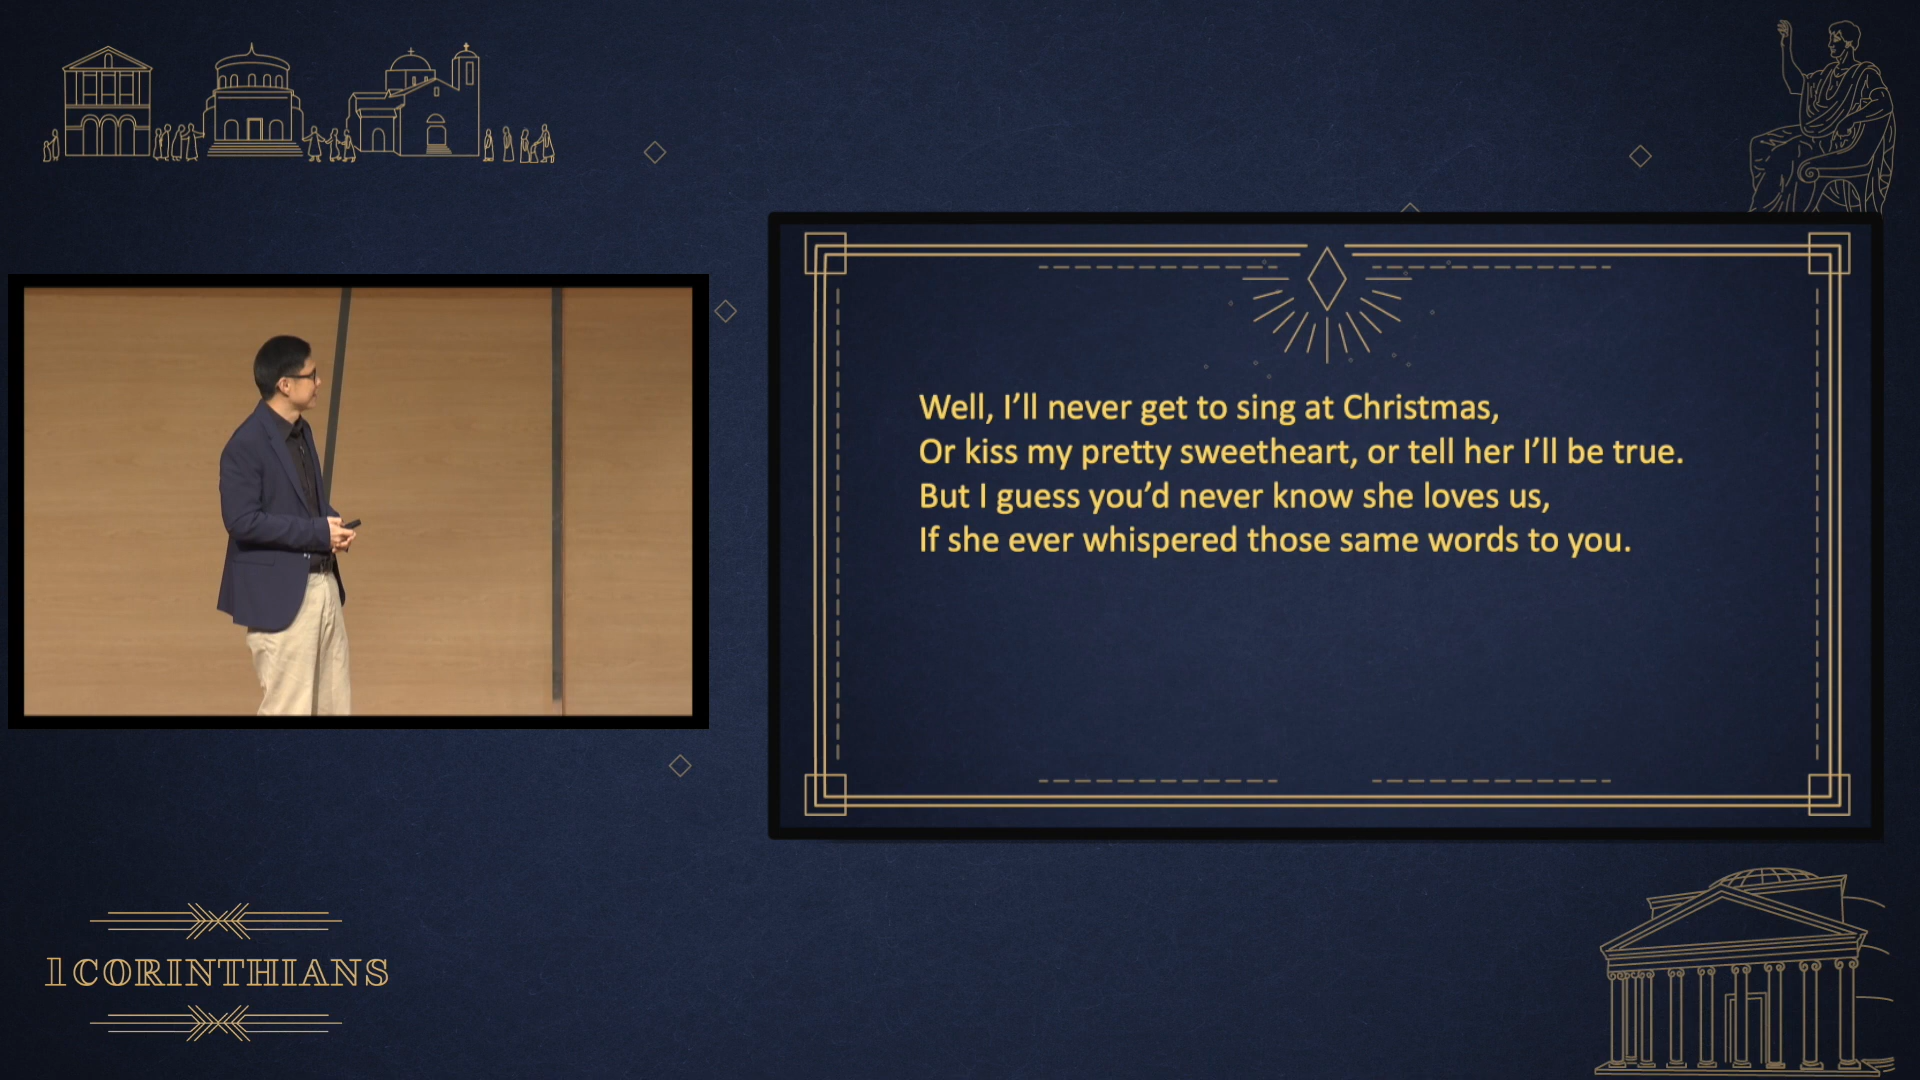 Well, I’ll never get to sing at Christmas,
Or kiss my pretty sweetheart, or tell her I’ll be true.
But I guess you’d never know she loves us,
If she ever whispered those same words to you.
1 CORINTHIANS